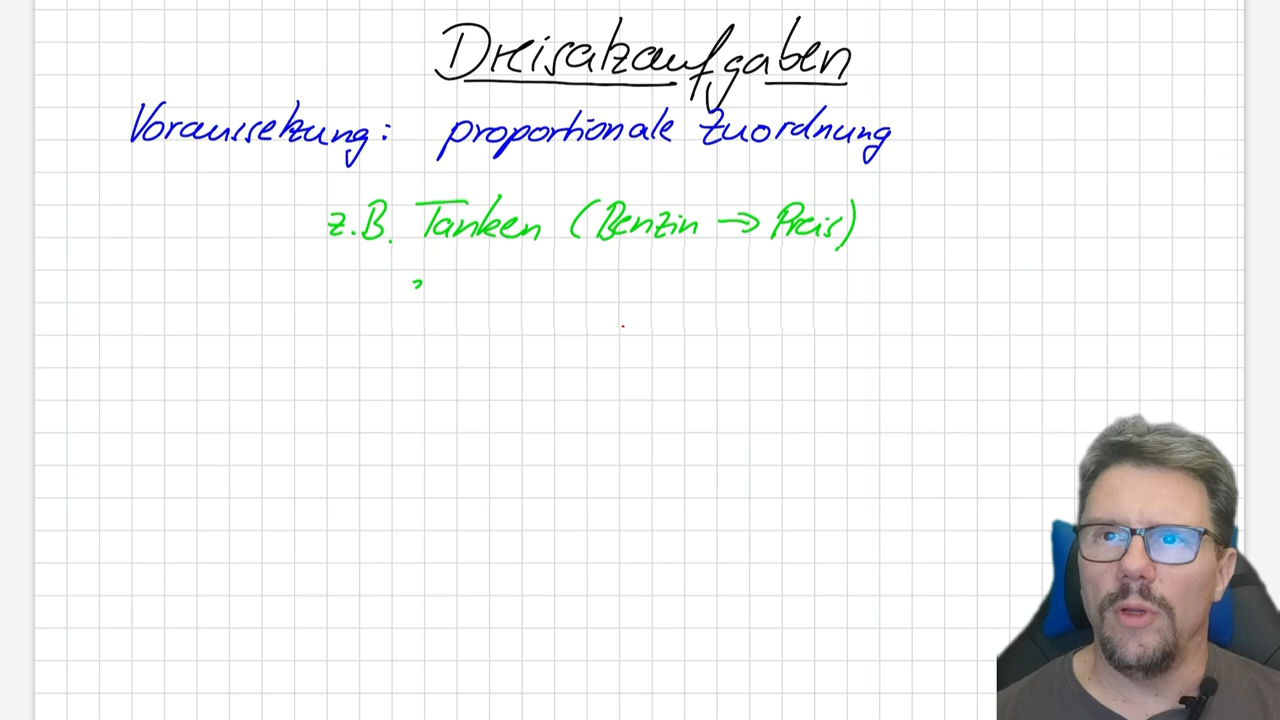 Dreisatzaufgaben
Voraussetzung: proportionale Zuordnung
z.B. Tanken (Benzin → Preis)